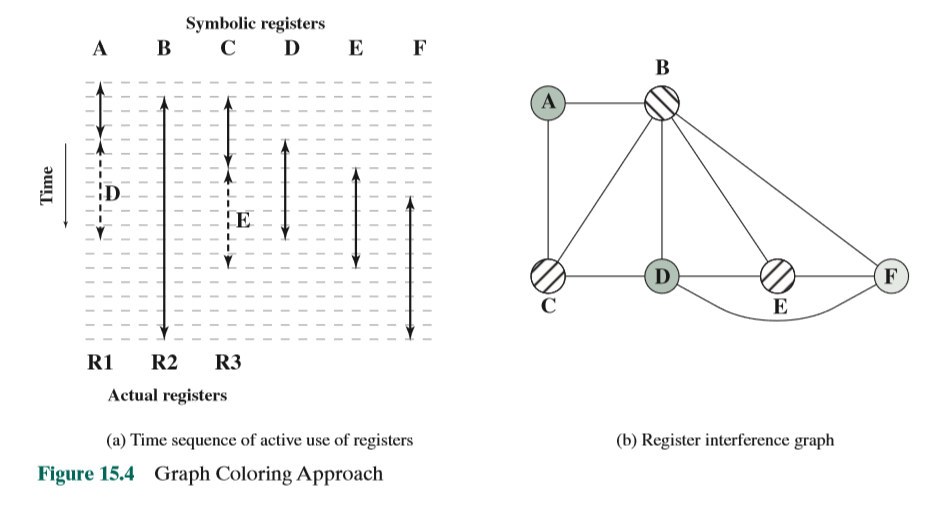 Symbolic registers
A B C D E F
Time
D
E
R1 R2 R3
Actual registers
(a) Time sequence of active use of registers
B
A
C
D
E
F
(b) Register interference graph
Figure 15.4 Graph Coloring Approach